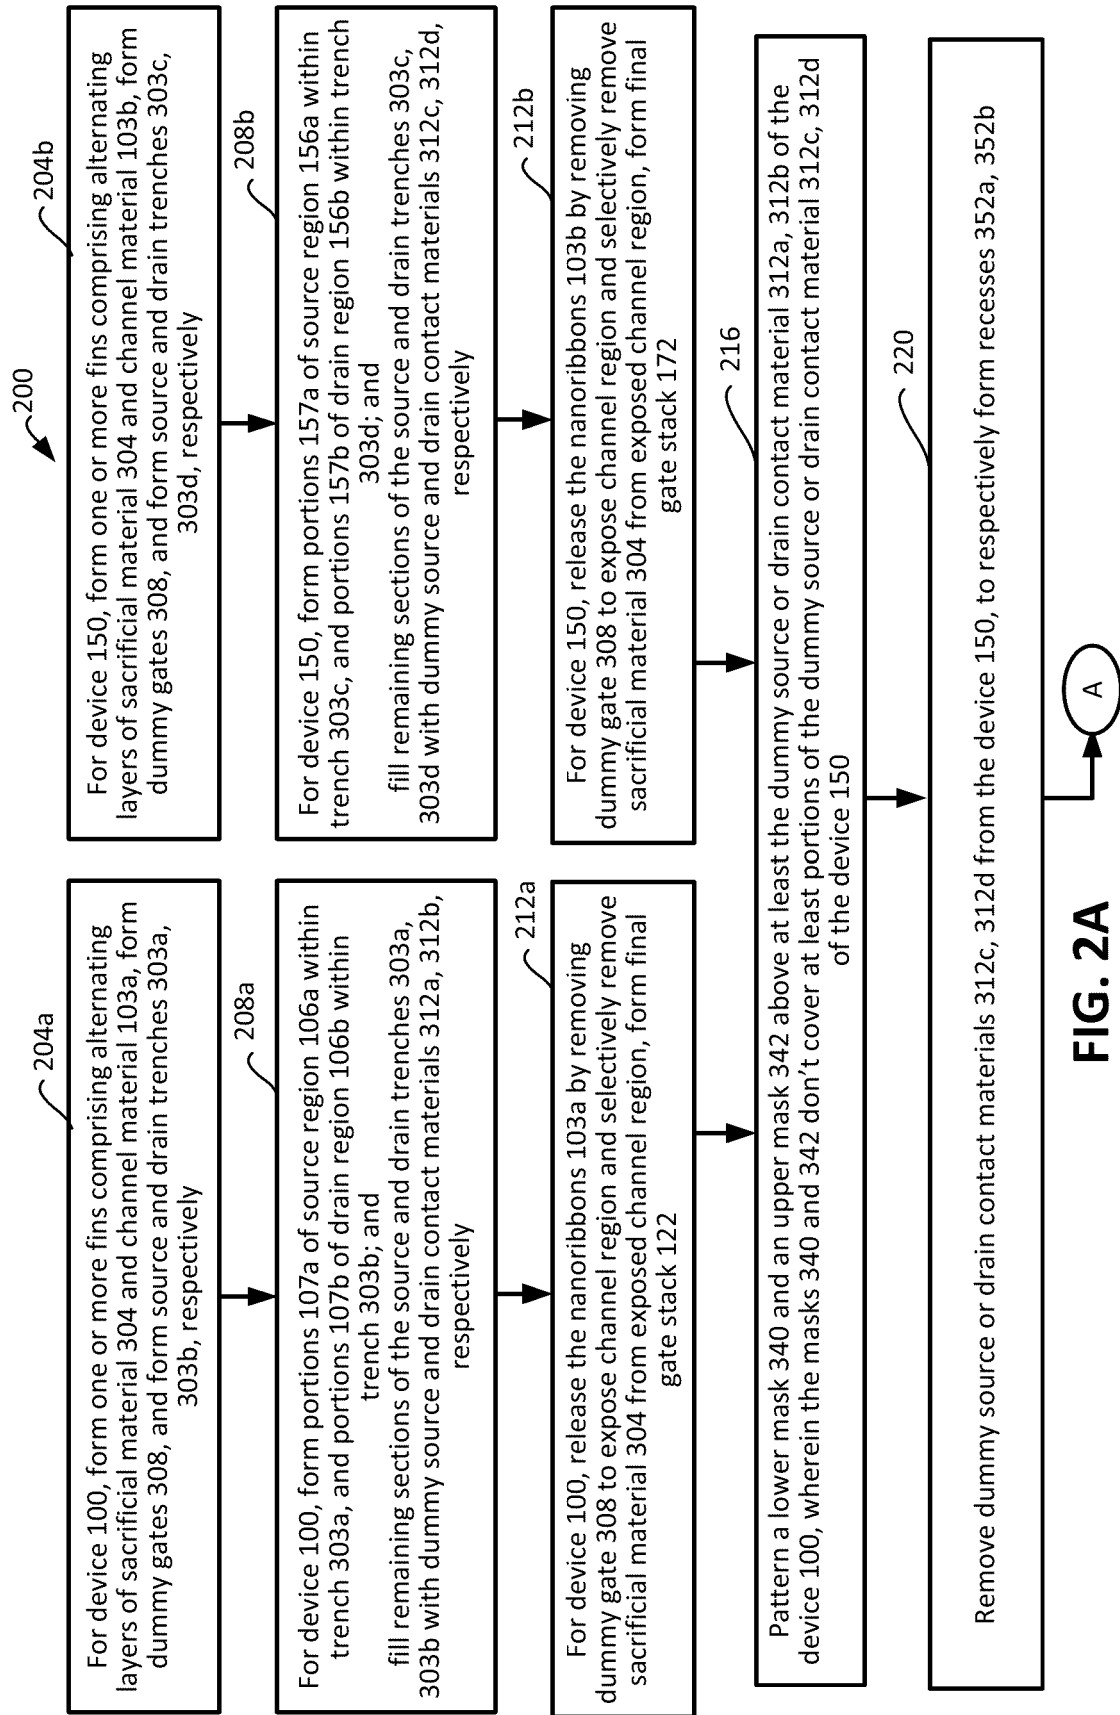 200
204a
For device 100, form one or more fins comprising alternating
layers of sacrificial material 304 and channel material 103a, form
dummy gates 308, and form source and drain trenches 303a,
303b, respectively
204b
For device 150, form one or more fins comprising alternating
layers of sacrificial material 304 and channel material 103b, form
dummy gates 308, and form source and drain trenches 303c,
303d, respectively
208a
For device 100, form portions 107a of source region 106a within
trench 303a, and portions 107b of drain region 106b within
trench 303b; and
fill remaining sections of the source and drain trenches 303a,
303b with dummy source and drain contact materials 312a, 312b,
respectively
208b
For device 150, form portions 157a of source region 156a within
trench 303c, and portions 157b of drain region 156b within trench
303d; and
fill remaining sections of the source and drain trenches 303c,
303d with dummy source and drain contact materials 312c, 312d,
respectively
212a
For device 100, release the nanoribbons 103a by removing
dummy gate 308 to expose channel region and selectively remove
sacrificial material 304 from exposed channel region, form final
gate stack 122
212b
For device 150, release the nanoribbons 103b by removing
dummy gate 308 to expose channel region and selectively remove
sacrificial material 304 from exposed channel region, form final
gate stack 172
216
Pattern a lower mask 340 and an upper mask 342 above at least the dummy source or drain contact material 312a, 312b of the
device 100, wherein the masks 340 and 342 don't cover at least portions of the dummy source or drain contact material 312c, 312d
of the device 150
220
Remove dummy source or drain contact materials 312c, 312d from the device 150, to respectively form recesses 352a, 352b
A
FIG. 2A